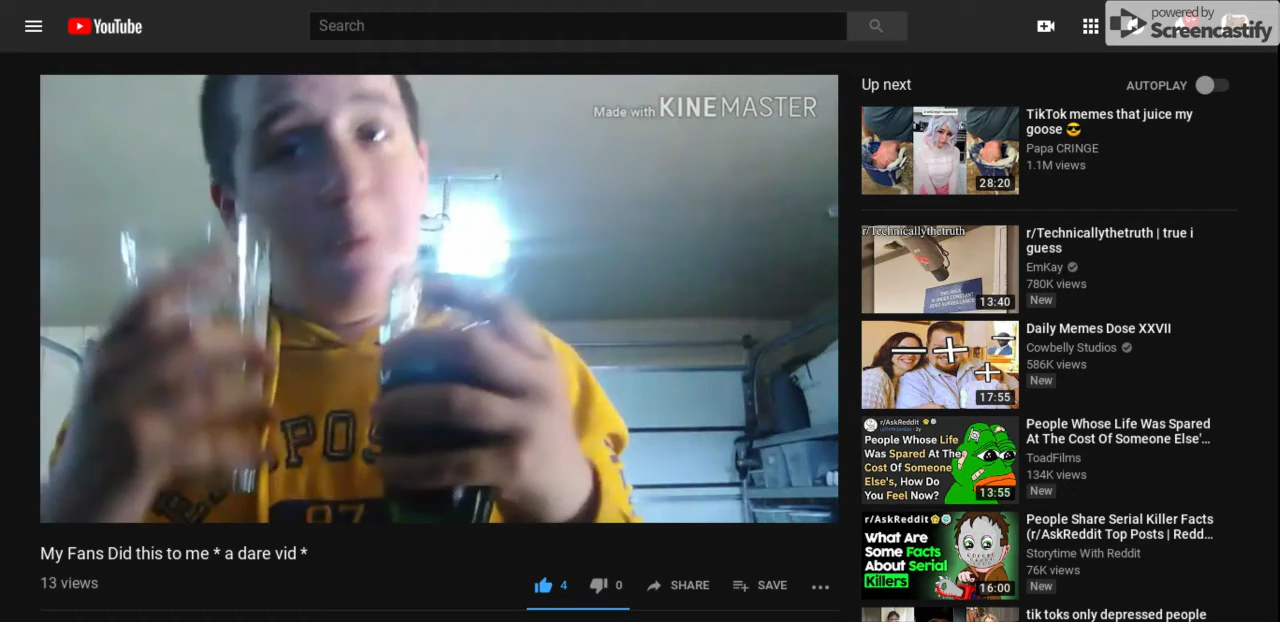 YouTube
Search
powered by
Screencastify
Made with KINEMASTER
POS
My Fans Did this to me * a dare vid *
13 views
4
0
SHARE
SAVE
Up next
AUTOPLAY
28:20
TikTok memes that juice my
goose 😎
Papa CRINGE
1.1M views
r/Technicallythetruth
13:40
r/Technicallythetruth | true i
guess
EmKay
780K views
New
17:55
Daily Memes Dose XXVII
Cowbelly Studios
586K views
New
r/AskReddit
People Whose Life
Was Spared At The
Cost Of Someone
Else's, How Do
You Feel Now?
13:55
People Whose Life Was Spared
At The Cost Of Someone Else'...
ToadFilms
134K views
New
r/AskReddit
What Are
Some Facts
About Serial
Killers
16:00
People Share Serial Killer Facts
(r/AskReddit Top Posts | Redd...
Storytime With Reddit
76K views
New
tik toks only depressed people